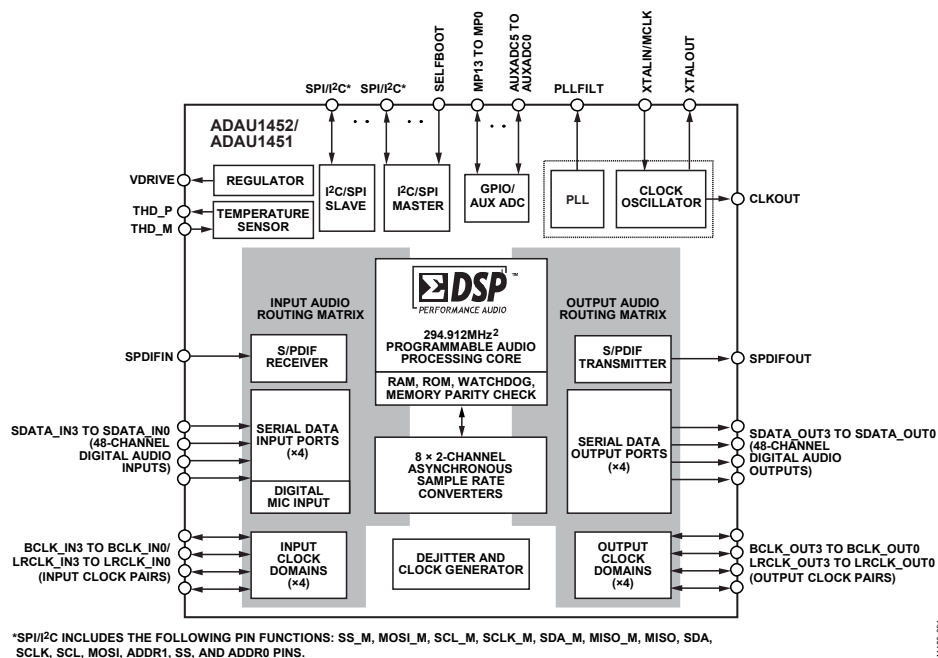 SPI/I2C*
SPI/I2C*
SELFBOOT
MP13 TO MP0
AUXADC5 TO
AUXADC0
PLLFILT
XTALIN/MCLK
XTALOUT
ADAU1452/
ADAU1451
VDRIVE
REGULATOR
THD_P
THD_M
TEMPERATURE
SENSOR
I2C/SPI
SLAVE
I2C/SPI
MASTER
GPIO/
AUX ADC
PLL
CLOCK
OSCILLATOR
CLKOUT
INPUT AUDIO
ROUTING MATRIX
DSP™
PERFORMANCE AUDIO
294.912MHz2
PROGRAMMABLE AUDIO
PROCESSING CORE
RAM, ROM, WATCHDOG,
MEMORY PARITY CHECK
OUTPUT AUDIO
ROUTING MATRIX
SPDIFIN
S/PDIF
RECEIVER
S/PDIF
TRANSMITTER
SPDIFOUT
SDATA_IN3 TO SDATA_IN0
(48-CHANNEL
DIGITAL AUDIO
INPUTS)
SERIAL DATA
INPUT PORTS
(×4)
DIGITAL
MIC INPUT
8 × 2-CHANNEL
ASYNCHRONOUS
SAMPLE RATE
CONVERTERS
SERIAL DATA
OUTPUT PORTS
(×4)
SDATA_OUT3 TO SDATA_OUT0
(48-CHANNEL
DIGITAL AUDIO
OUTPUTS)
BCLK_IN3 TO BCLK_IN0/
LRCLK_IN3 TO LRCLK_IN0
(INPUT CLOCK PAIRS)
INPUT
CLOCK
DOMAINS
(×4)
DEJITTER AND
CLOCK GENERATOR
OUTPUT
CLOCK
DOMAINS
(×4)
BCLK_OUT3 TO BCLK_OUT0
LRCLK_OUT3 TO LRCLK_OUT0
(OUTPUT CLOCK PAIRS)
*SPI/I2C INCLUDES THE FOLLOWING PIN FUNCTIONS: SS_M, MOSI_M, SCL_M, SCLK_M, SDA_M, MISO_M, MISO, SDA,
SCLK, SCL, MOSI, ADDR1, SS, AND ADDR0 PINS.